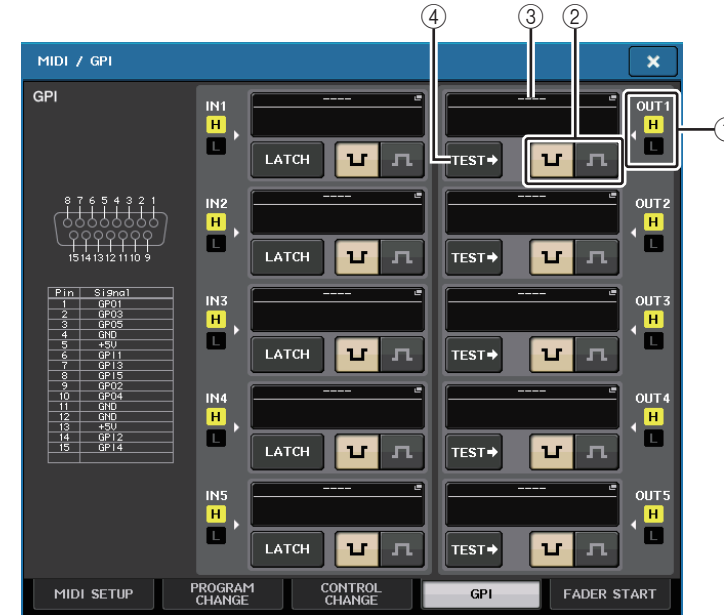 ④ ③ ②
MIDI / GPI ×
GPI
IN1 H L ---- LATCH
---- TEST OUT1 H L
8 7 6 5 4 3 2 1
15 14 13 12 11 10 9
IN2 H L LATCH
TEST OUT2 H L
Pin Signal
1 GPO1
2 GPO3
3 GPO5
4 GND
5 +5V
6 GPI1
7 GPI3
8 GPI5
9 GPO2
10 GPO4
11 GND
12 GND
13 +5V
14 GPI2
15 GPI4
IN3 H L ---- LATCH
---- TEST OUT3 H L
IN4 H L ---- LATCH
---- TEST OUT4 H L
IN5 H L ---- LATCH
---- TEST OUT5 H L
MIDI SETUP
PROGRAM CHANGE
CONTROL CHANGE
GPI
FADER START